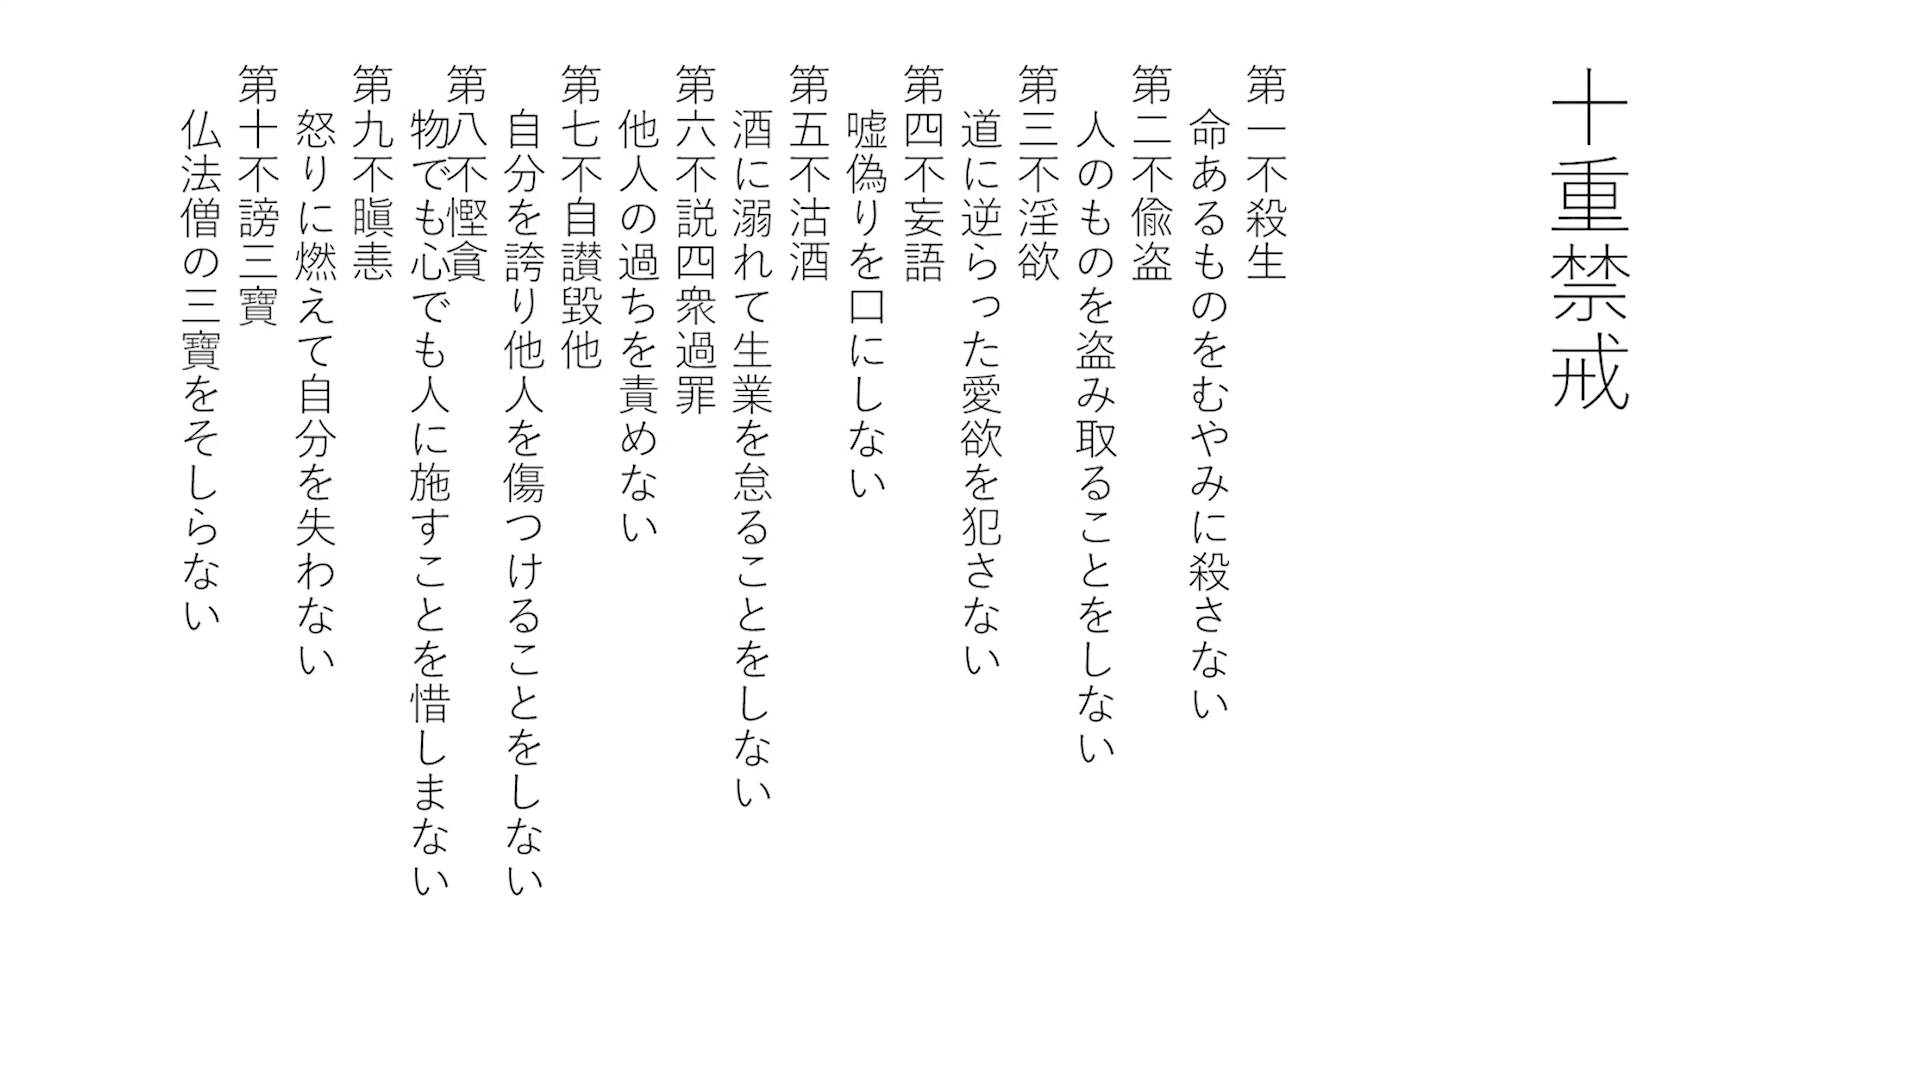 十重禁戒
第一不殺生
命あるものをむやみに殺さない
第二不偸盗
人のものを盗み取ることをしない
第三不淫欲
道に逆らった愛欲を犯さない
第四不妄語
嘘偽りを口にしない
第五不沽酒
酒に溺れて生業を怠ることをしない
第六不説四衆過罪
他人の過ちを責めない
第七不自讃毀他
自分を誇り他人を傷つけることをしない
第八不慳貪
物でも心でも人に施すことを惜しまない
第九不瞋恚
怒りに燃えて自分を失わない
第十不謗三寶
仏法僧の三寶をそしらない